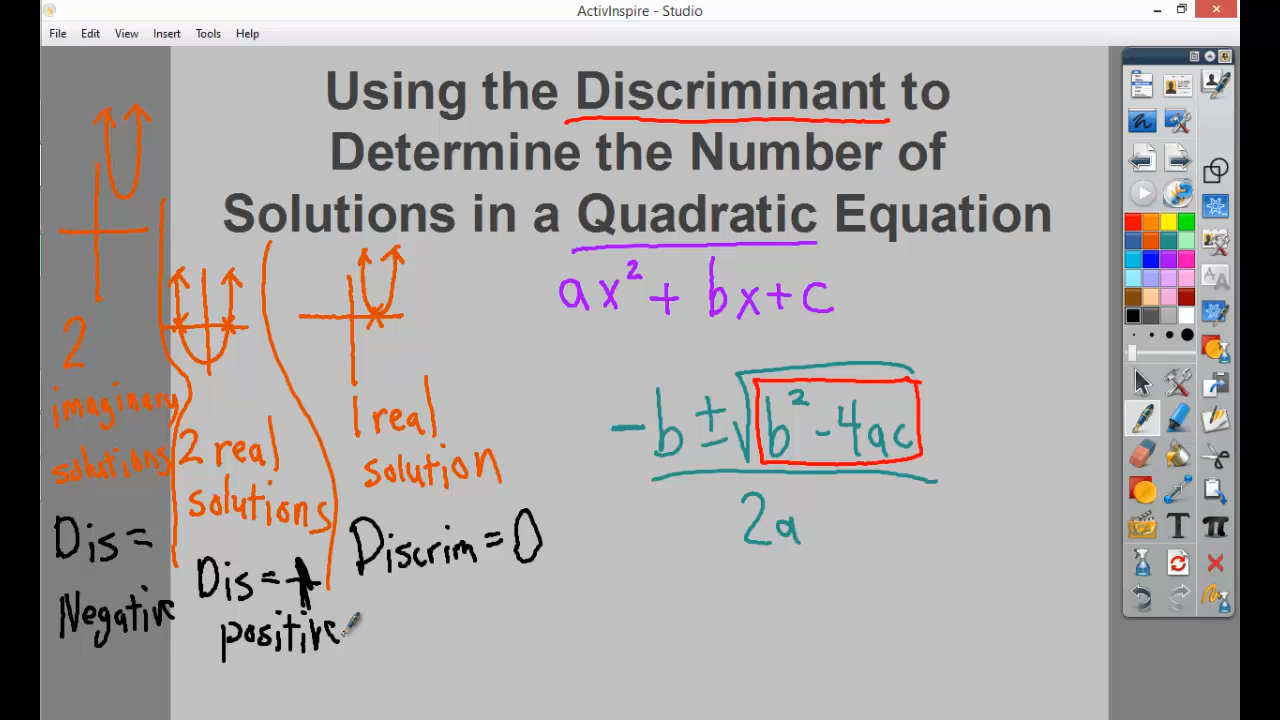 ActivInspire - Studio
File Edit View Insert Tools Help
Using the Discriminant to
Determine the Number of
Solutions in a Quadratic Equation
ax² + bx + c
-b ± √b² - 4ac
2a
2
imaginary
solutions
Dis =
Negative
2 real
solutions
Dis = +
positive
1 real
solution
Discrim = 0